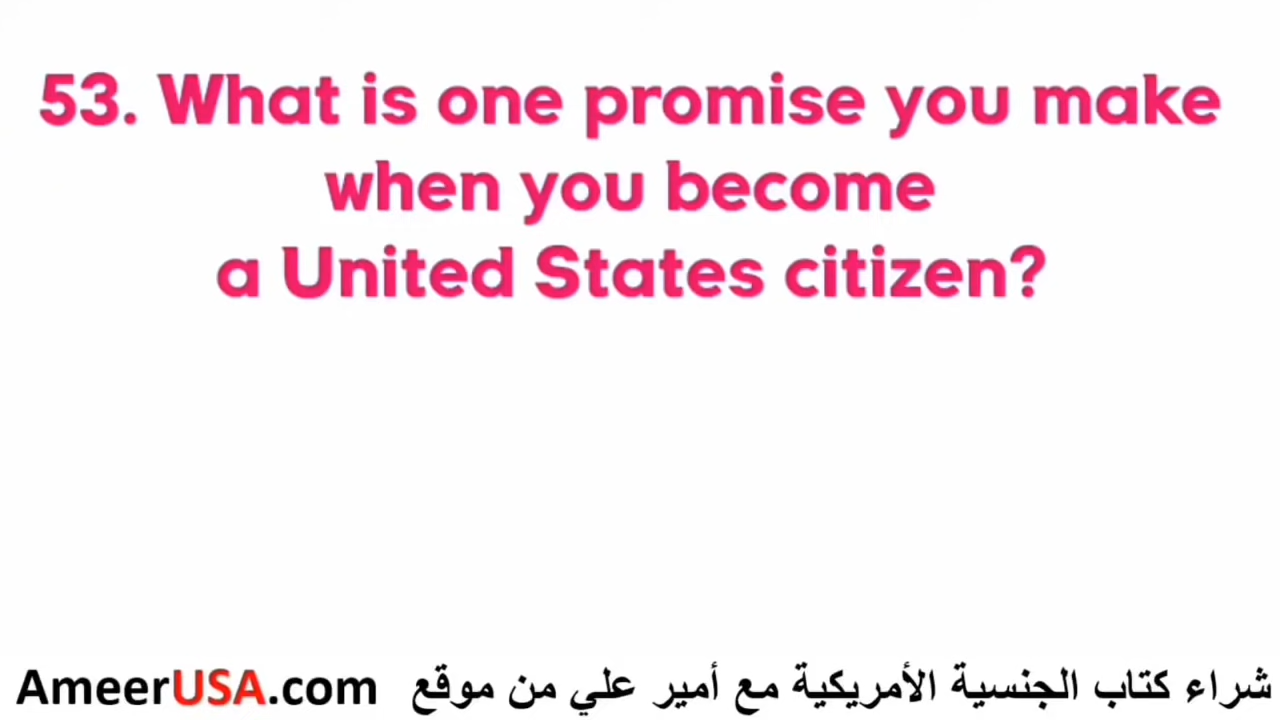 53. What is one promise you make
when you become
a United States citizen?
AmeerUSA.com شراء كتاب الجنسية الأمريكية مع أمير علي من موقع